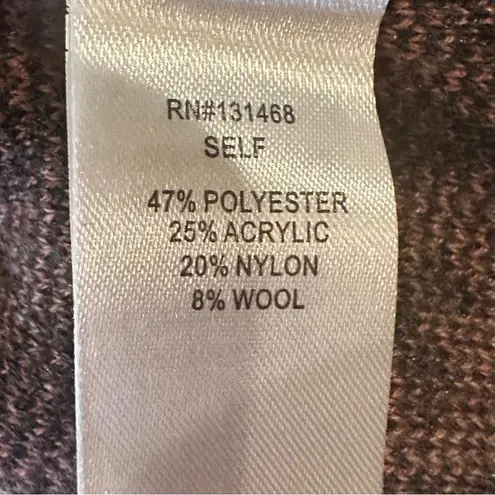 RN#131468
SELF
47% POLYESTER
25% ACRYLIC
20% NYLON
8% WOOL